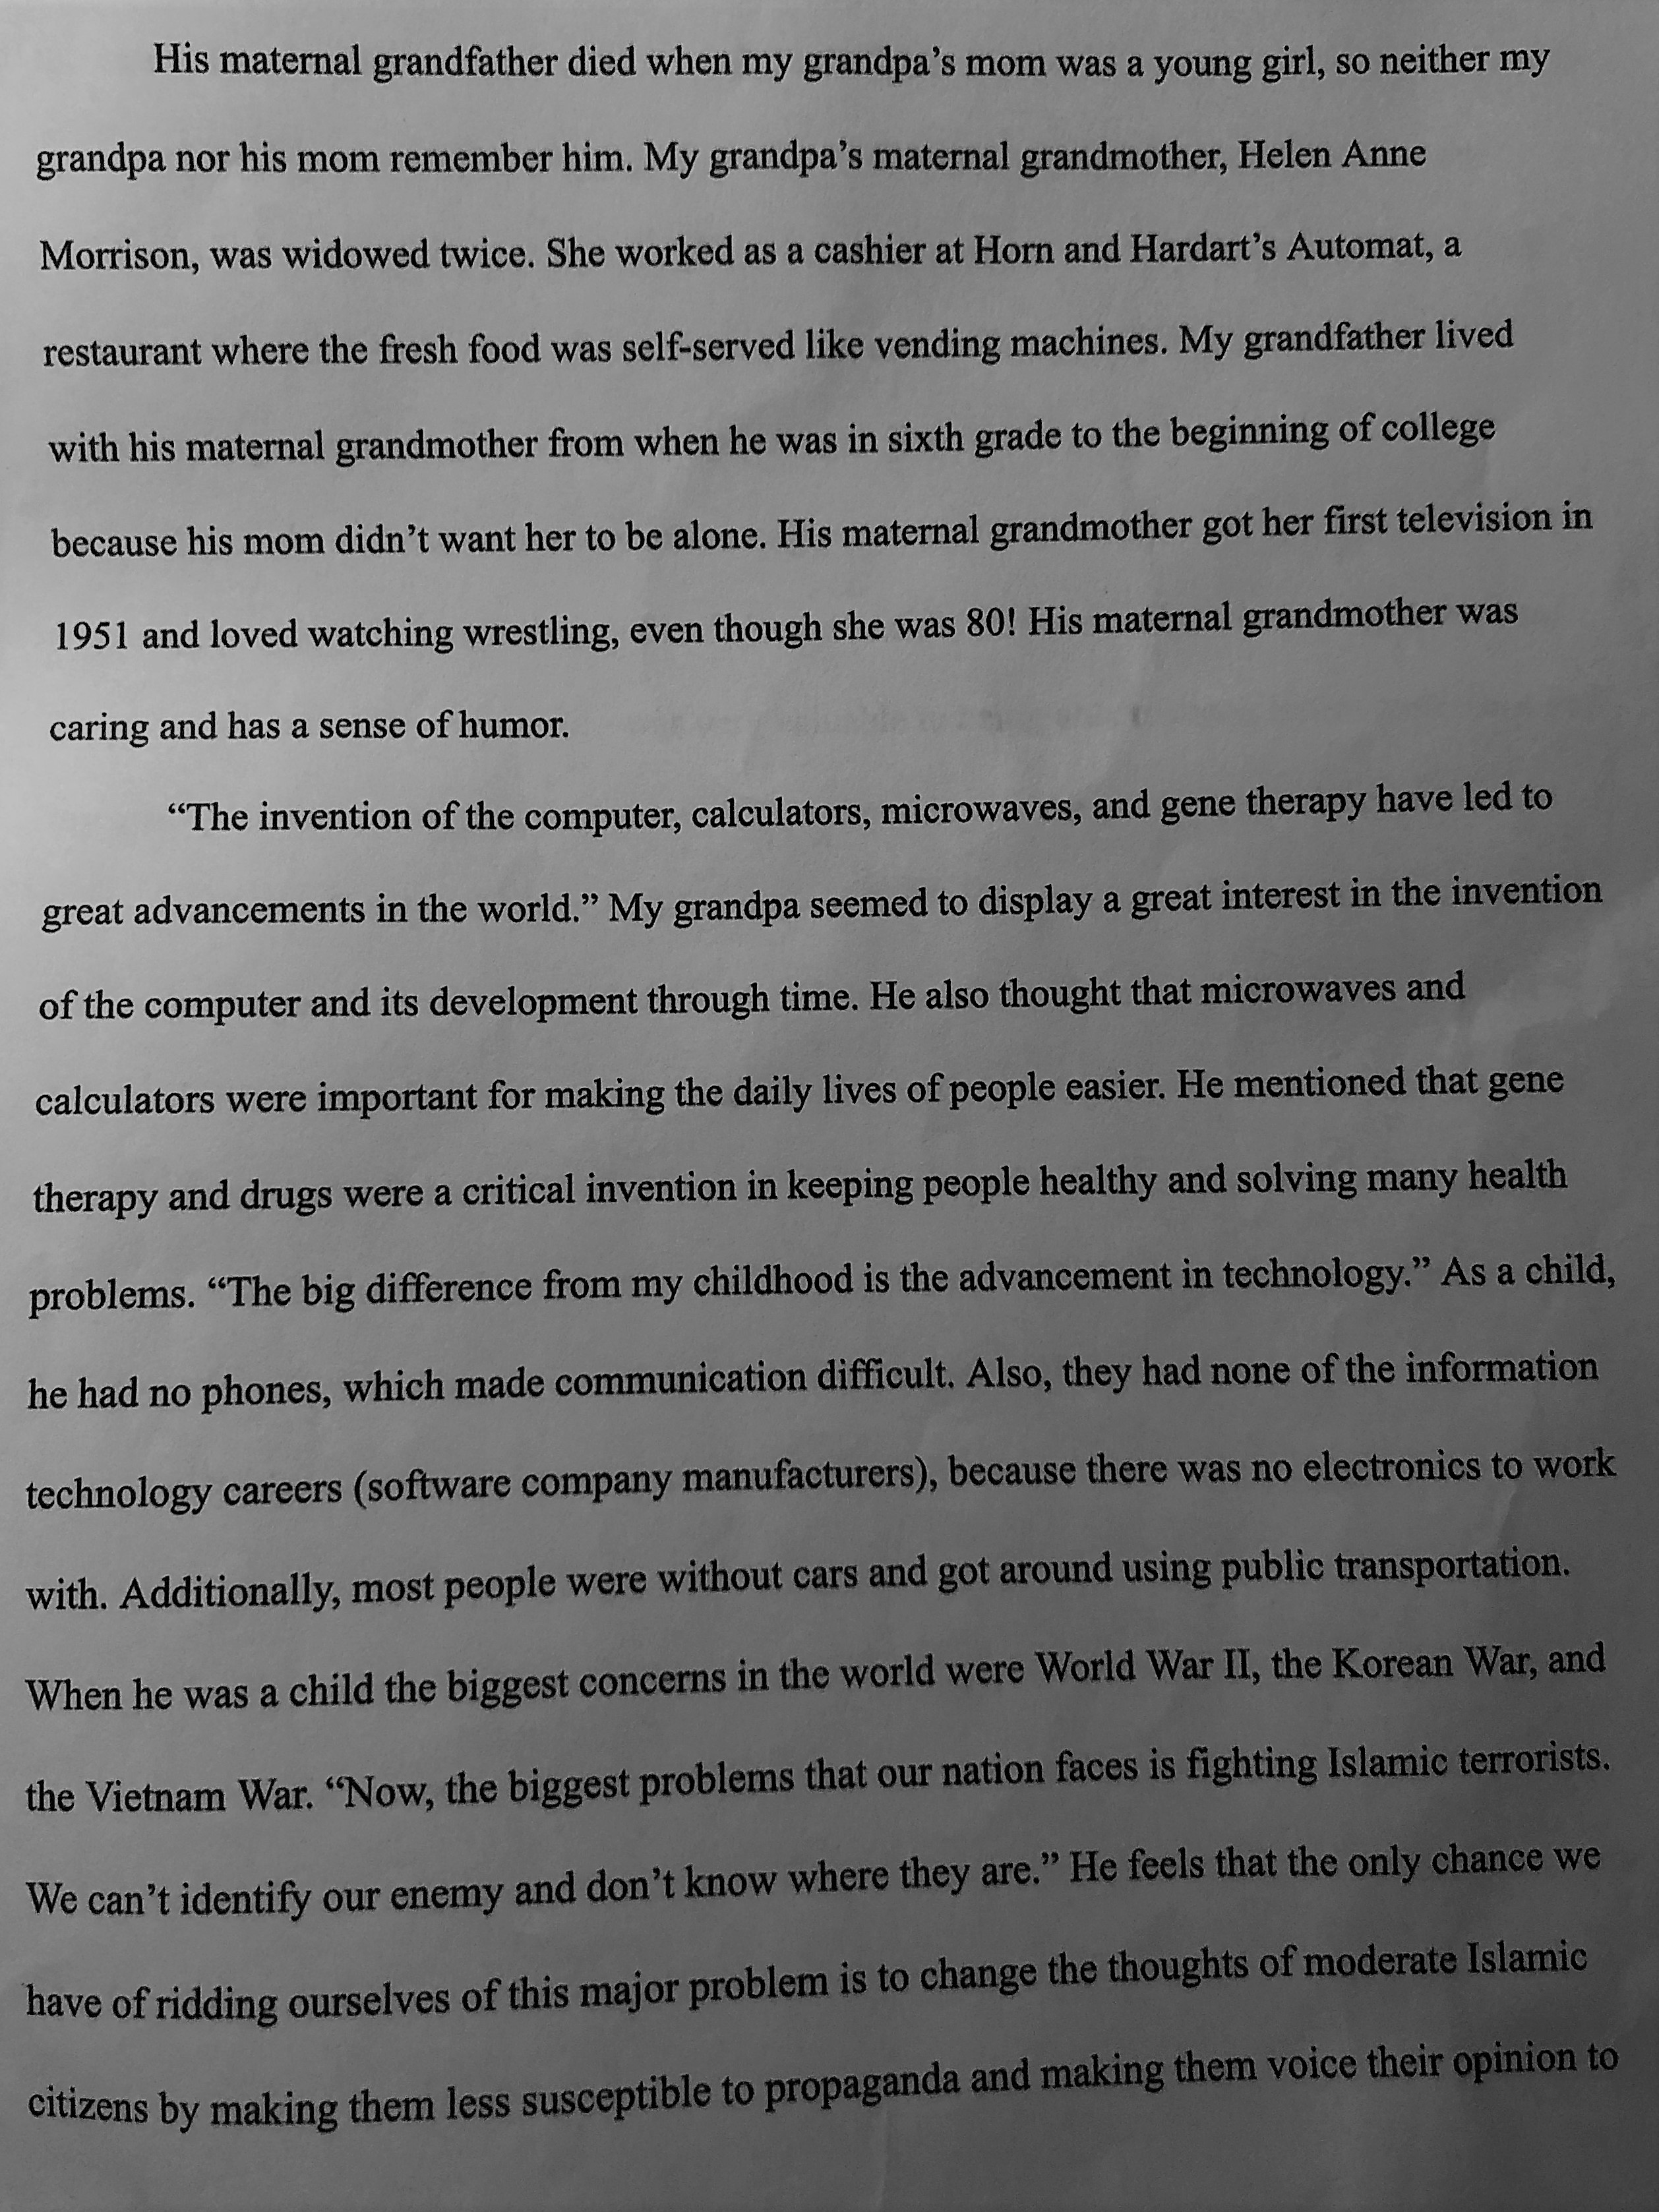 His maternal grandfather died when my grandpa’s mom was a young girl, so neither my
grandpa nor his mom remember him. My grandpa’s maternal grandmother, Helen Anne
Morrison, was widowed twice. She worked as a cashier at Horn and Hardart’s Automat, a
restaurant where the fresh food was self-served like vending machines. My grandfather lived
with his maternal grandmother from when he was in sixth grade to the beginning of college
because his mom didn’t want her to be alone. His maternal grandmother got her first television in
1951 and loved watching wrestling, even though she was 80! His maternal grandmother was
caring and has a sense of humor.
“The invention of the computer, calculators, microwaves, and gene therapy have led to
great advancements in the world.” My grandpa seemed to display a great interest in the invention
of the computer and its development through time. He also thought that microwaves and
calculators were important for making the daily lives of people easier. He mentioned that gene
therapy and drugs were a critical invention in keeping people healthy and solving many health
problems. “The big difference from my childhood is the advancement in technology.” As a child,
he had no phones, which made communication difficult. Also, they had none of the information
technology careers (software company manufacturers), because there was no electronics to work
with. Additionally, most people were without cars and got around using public transportation.
When he was a child the biggest concerns in the world were World War II, the Korean War, and
the Vietnam War. “Now, the biggest problems that our nation faces is fighting Islamic terrorists.
We can’t identify our enemy and don’t know where they are.” He feels that the only chance we
have of ridding ourselves of this major problem is to change the thoughts of moderate Islamic
citizens by making them less susceptible to propaganda and making them voice their opinion to